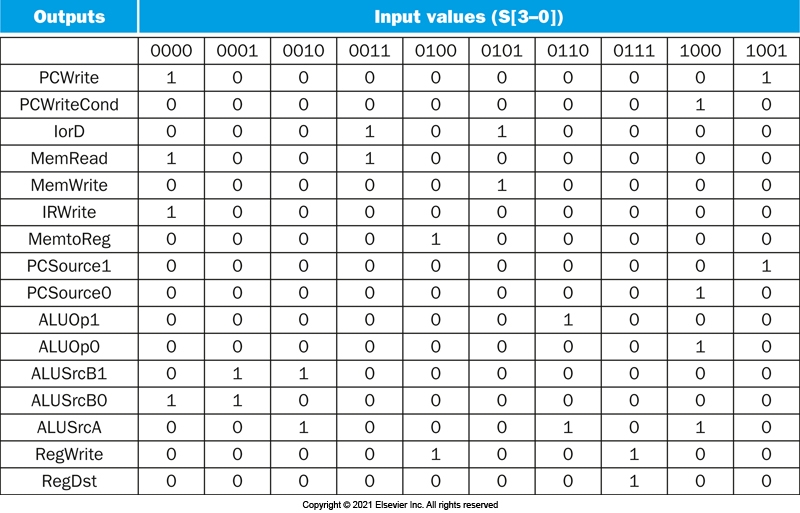 Outputs Input values (S[3–0])
0000 0001 0010 0011 0100 0101 0110 0111 1000 1001
PCWrite 1 0 0 0 0 0 0 0 0 1
PCWriteCond 0 0 0 0 0 0 0 0 1 0
IorD 0 0 0 1 0 1 0 0 0 0
MemRead 1 0 0 1 0 0 0 0 0 0
MemWrite 0 0 0 0 0 1 0 0 0 0
IRWrite 1 0 0 0 0 0 0 0 0 0
MemtoReg 0 0 0 0 1 0 0 0 0 0
PCSource1 0 0 0 0 0 0 0 0 0 1
PCSource0 0 0 0 0 0 0 0 0 1 0
ALUOp1 0 0 0 0 0 0 1 0 0 0
ALUOp0 0 0 0 0 0 0 0 0 1 0
ALUSrcB1 0 1 1 0 0 0 0 0 0 0
ALUSrcB0 1 1 0 0 0 0 0 0 0 0
ALUSrcA 0 0 1 0 0 0 1 0 1 0
RegWrite 0 0 0 0 1 0 0 1 0 0
RegDst 0 0 0 0 0 0 0 1 0 0
Copyright © 2021 Elsevier Inc. All rights reserved